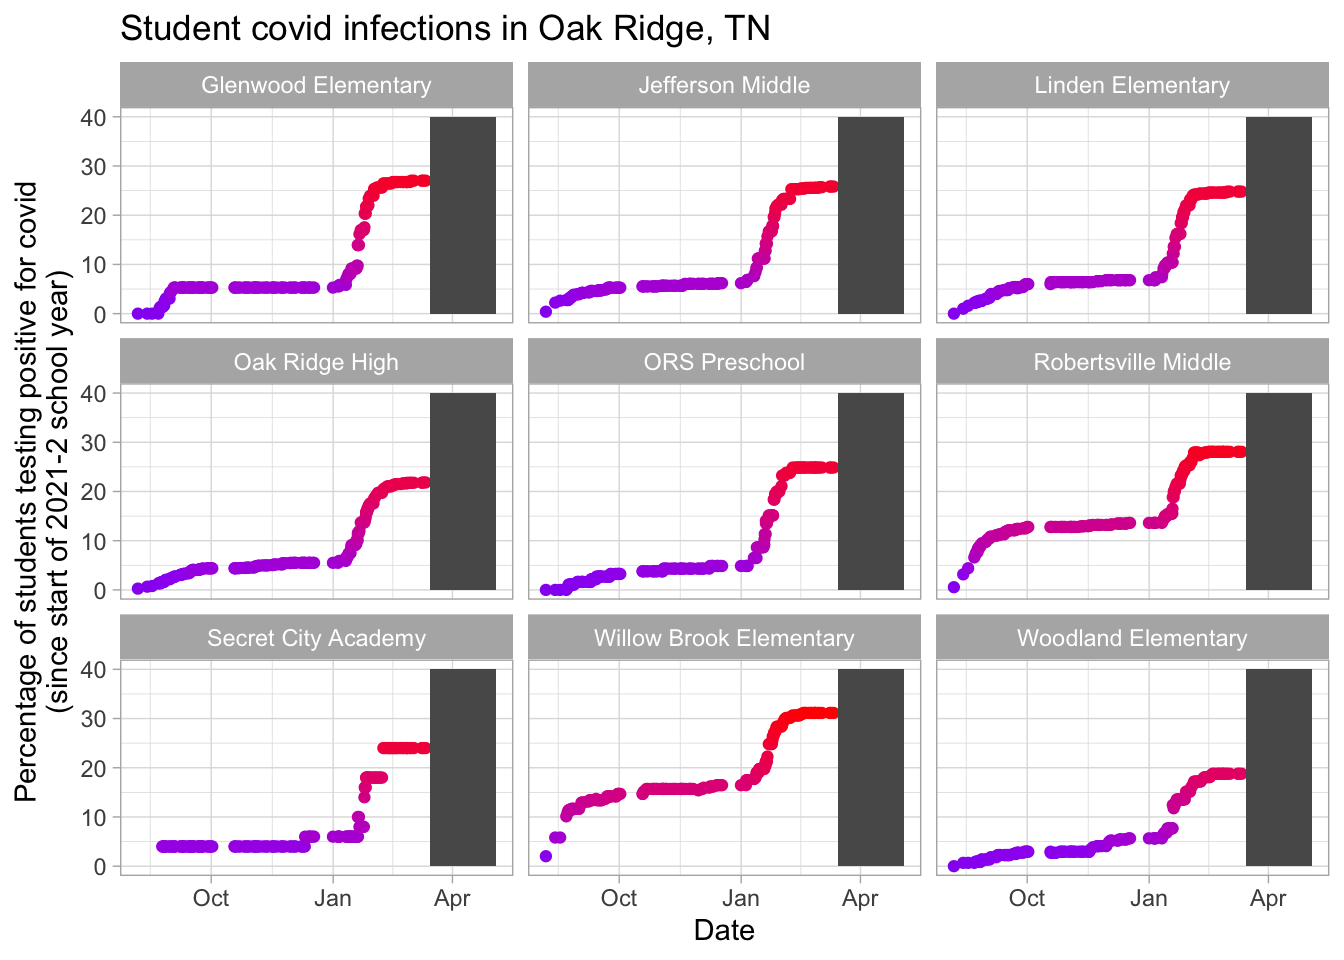 Student covid infections in Oak Ridge, TN
Percentage of students testing positive for covid
(since start of 2021-2 school year)
Glenwood Elementary
Jefferson Middle
Linden Elementary
40
30
20
10
0
Oak Ridge High
ORS Preschool
Robertsville Middle
40
30
20
10
0
Secret City Academy
Willow Brook Elementary
Woodland Elementary
40
30
20
10
0
Oct
Jan
Apr
Oct
Jan
Apr
Oct
Jan
Apr
Date